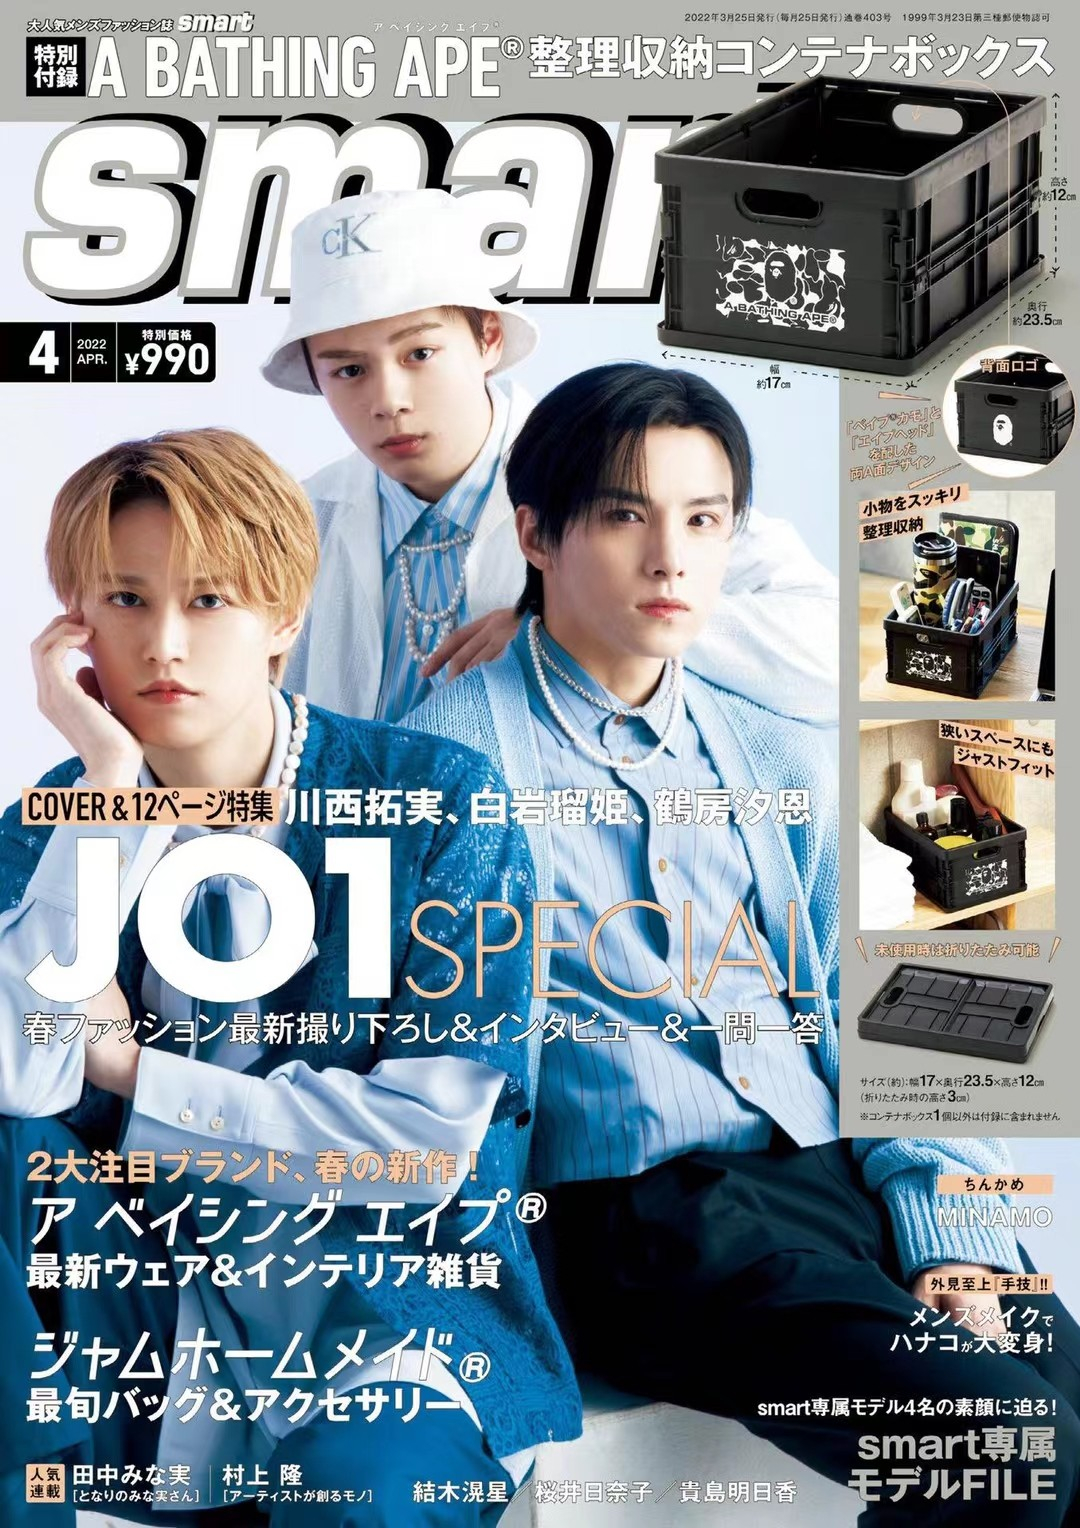 大人気メンズファッション誌 smart
ア ベイシング エイプ®
2022年3月25日発行(毎月25日発行)通巻403号 1999年3月23日第三種郵便物認可
特別付録 A BATHING APE® 整理収納コンテナボックス
smar
高さ
約12cm
奥行
約23.5cm
幅
約17cm
A BATHING APE®
4
2022
APR.
特別価格
¥990
CK
背面ロゴ
「ベイプ®カモ」と
「エイプヘッド」
を配した
両A面デザイン
小物をスッキリ
整理収納
狭いスペースにも
ジャストフィット
未使用時は折りたたみ可能
サイズ(約):幅17×奥行23.5×高さ12cm
(折りたたみ時の高さ3cm)
※コンテナボックス1個以外は付録に含まれません
COVER & 12ページ特集 川西拓実、白岩瑠姫、鶴房汐恩
JO1 SPECIAL
春ファッション最新撮り下ろし&インタビュー&一問一答
2大注目ブランド、春の新作!
ア ベイシング エイプ®
最新ウェア&インテリア雑貨
ジャムホームメイド®
最旬バッグ&アクセサリー
ちんかめ
MINAMO
外見至上『手技』!!
メンズメイクで
ハナコが大変身!
smart専属モデル4名の素顔に迫る!
smart専属
モデルFILE
人気連載 田中みな実 [となりのみな実さん] 村上 隆 [アーティストが創るモノ]
結木滉星/桜井日奈子/貴島明日香